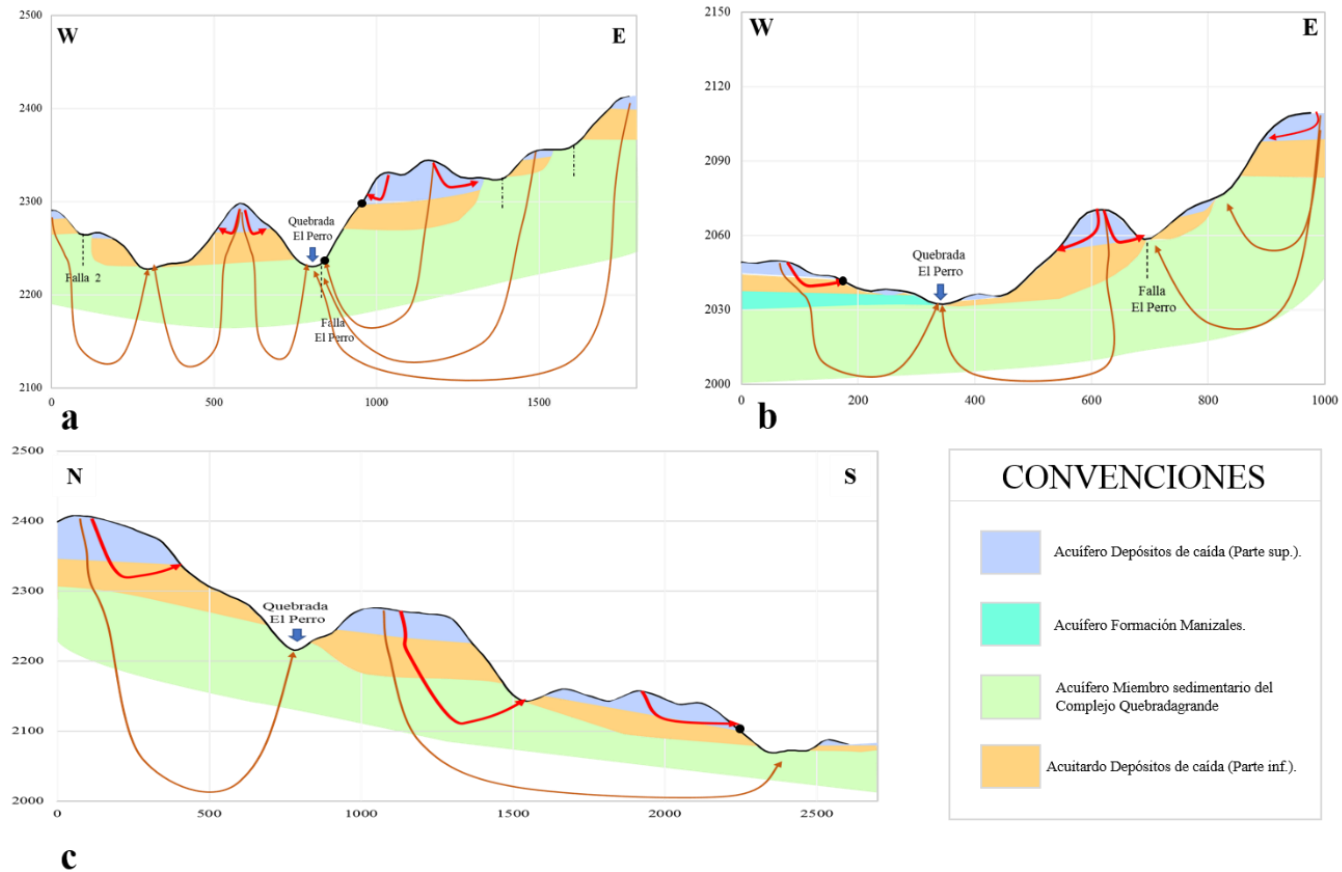 2500
W
E
2400
2300
Quebrada
El Perro
Falla 2
2200
Falla
El Perro
2100
0
500
1000
1500
a
2150
W
E
2120
2090
2060
Quebrada
El Perro
Falla
El Perro
2030
2000
0
200
400
600
800
1000
b
2500
N
S
2400
2300
Quebrada
El Perro
2200
2100
2000
0
500
1000
1500
2000
2500
c
CONVENCIONES
Acuífero Depósitos de caída (Parte sup.).
Acuífero Formación Manizales.
Acuífero Miembro sedimentario del
Complejo Quebradagrande
Acuitardo Depósitos de caída (Parte inf.).